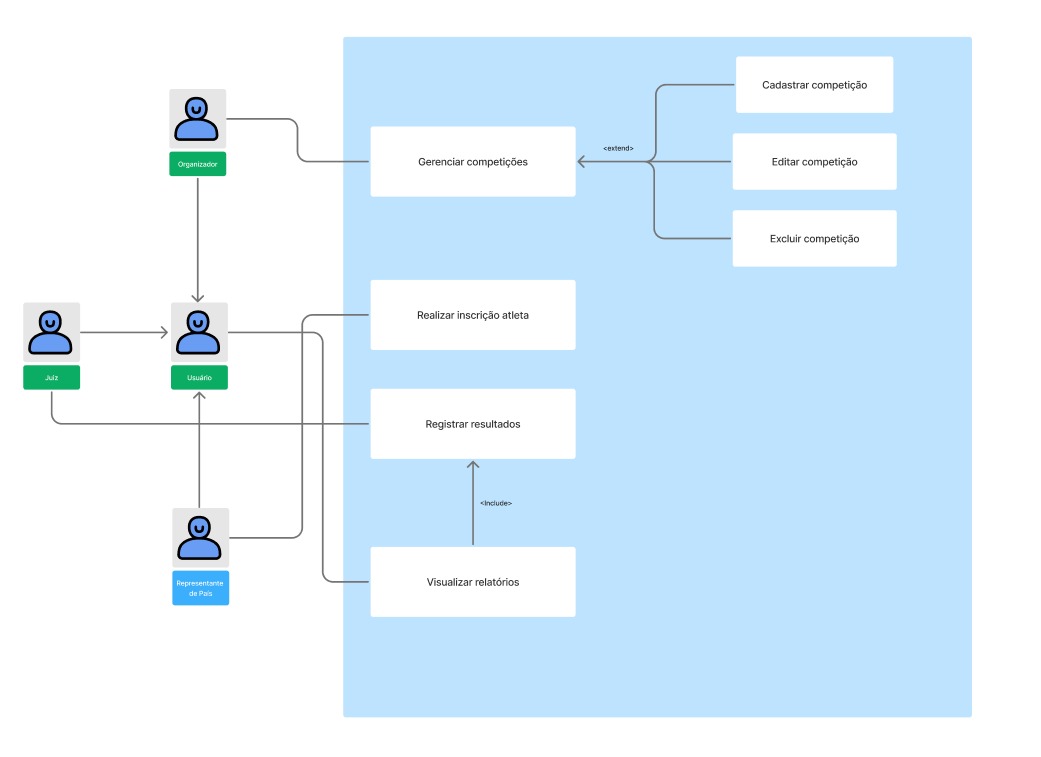 Cadastrar competição
Organizador
Gerenciar competições
<extend>
Editar competição
Excluir competição
Realizar inscrição atleta
Juiz
Usuário
Registrar resultados
<Include>
Representante
de País
Visualizar relatórios